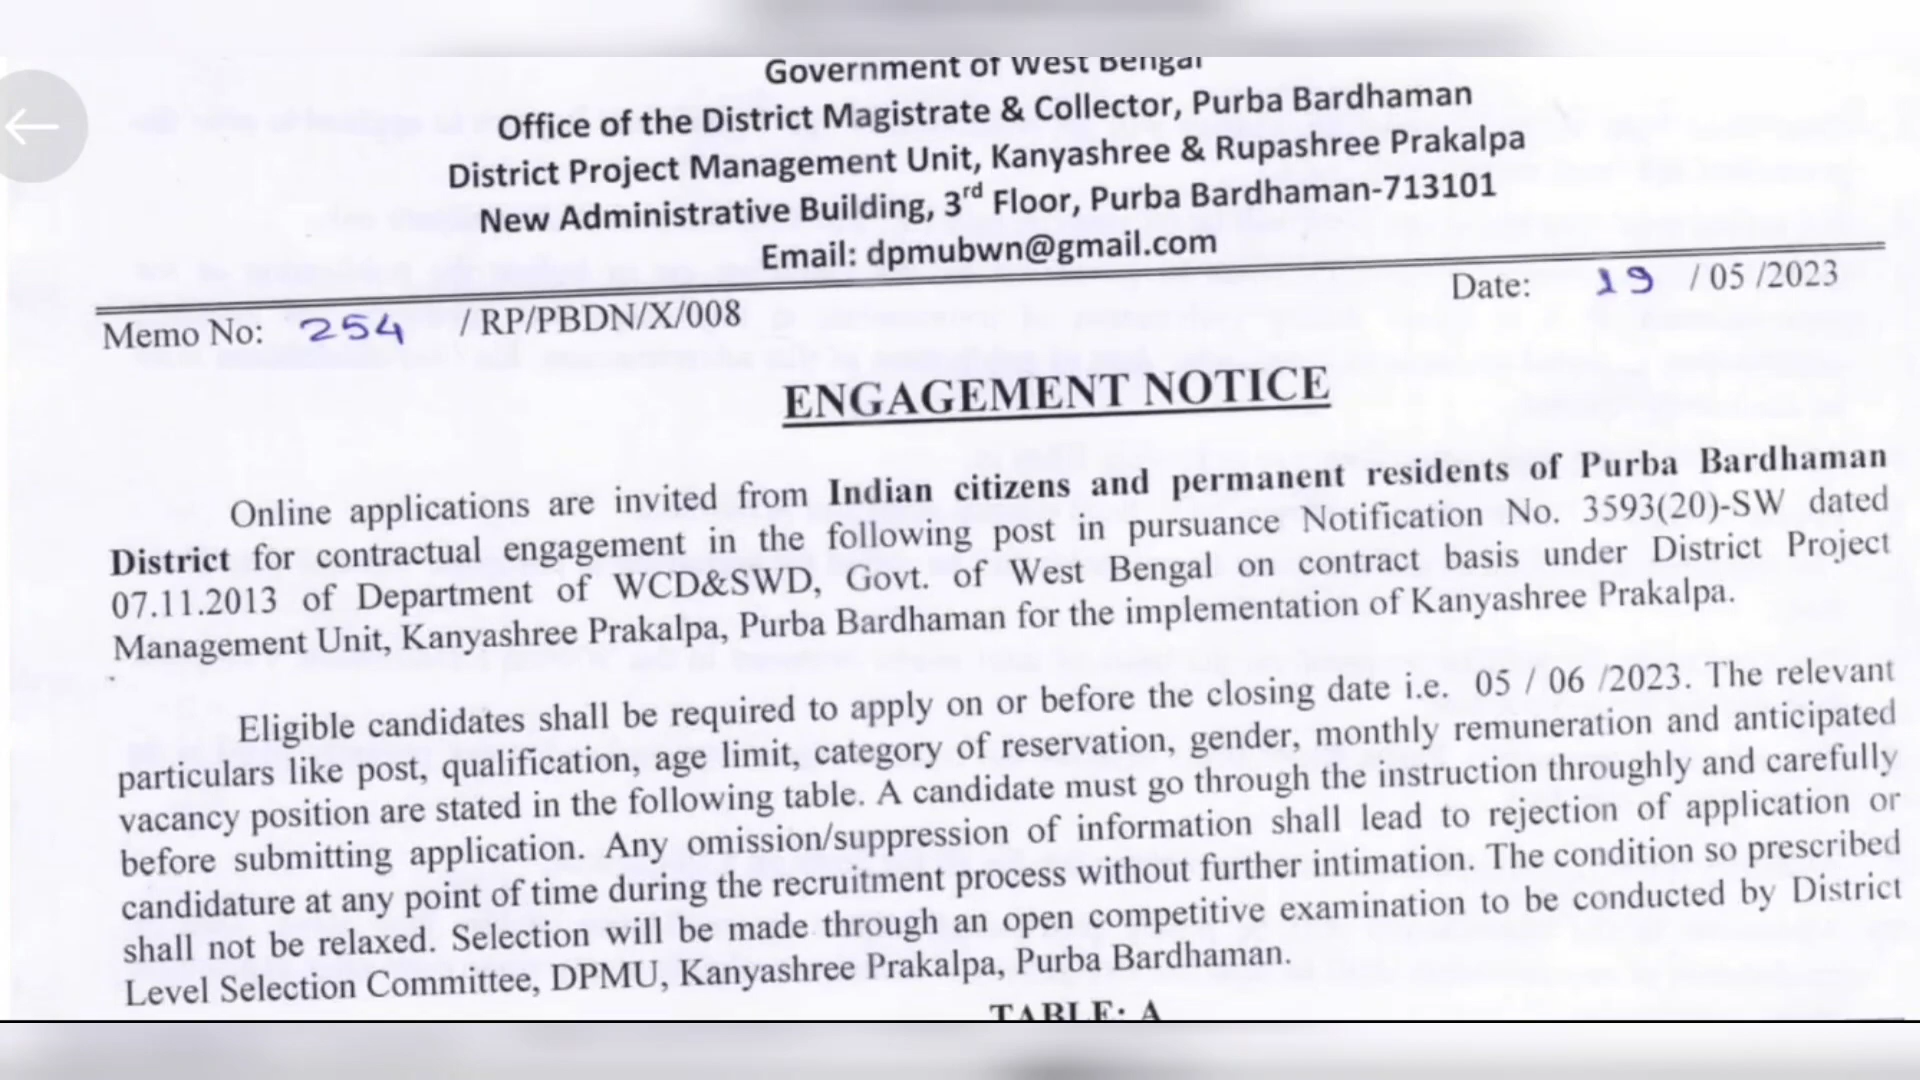 Government of West Bengal
Office of the District Magistrate & Collector, Purba Bardhaman
District Project Management Unit, Kanyashree & Rupashree Prakalpa
New Administrative Building, 3rd Floor, Purba Bardhaman-713101
Email: dpmubwn@gmail.com
Memo No: 254 / RP/PBDN/X/008 Date: 19 / 05 /2023
ENGAGEMENT NOTICE
Online applications are invited from Indian citizens and permanent residents of Purba Bardhaman
District for contractual engagement in the following post in pursuance Notification No. 3593(20)-SW dated
07.11.2013 of Department of WCD&SWD, Govt. of West Bengal on contract basis under District Project
Management Unit, Kanyashree Prakalpa, Purba Bardhaman for the implementation of Kanyashree Prakalpa.
Eligible candidates shall be required to apply on or before the closing date i.e. 05 / 06 /2023. The relevant
particulars like post, qualification, age limit, category of reservation, gender, monthly remuneration and anticipated
vacancy position are stated in the following table. A candidate must go through the instruction throughly and carefully
before submitting application. Any omission/suppression of information shall lead to rejection of application or
candidature at any point of time during the recruitment process without further intimation. The condition so prescribed
shall not be relaxed. Selection will be made through an open competitive examination to be conducted by District
Level Selection Committee, DPMU, Kanyashree Prakalpa, Purba Bardhaman.
TABLE: A